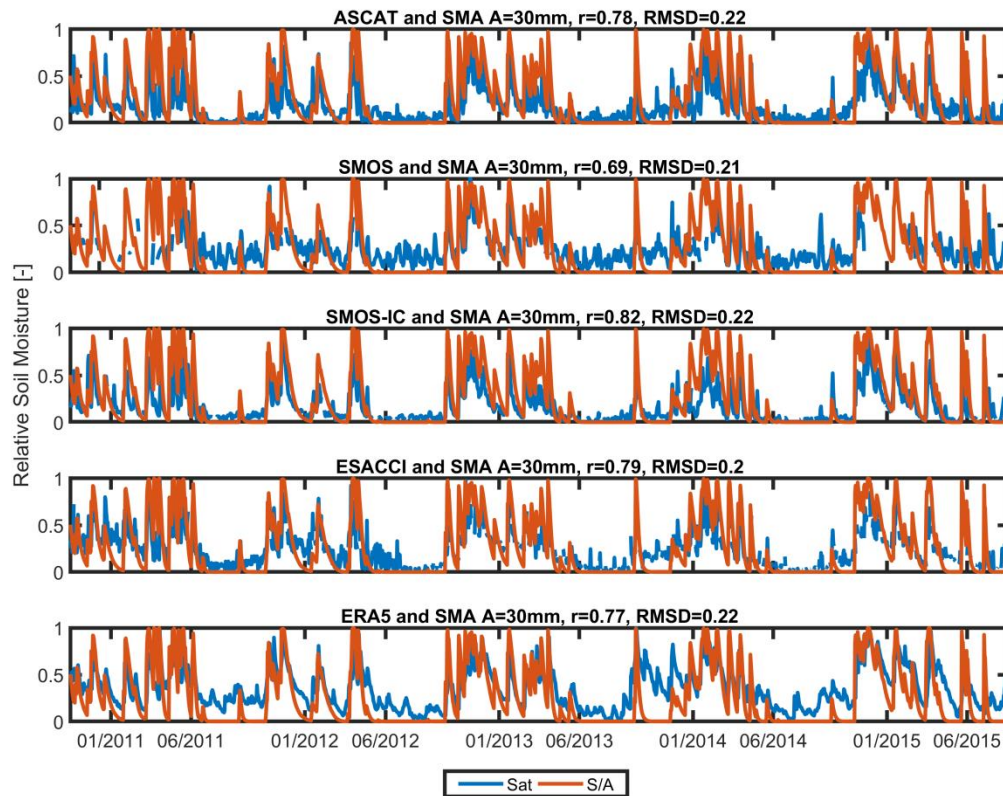 ASCAT and SMA A=30mm, r=0.78, RMSD=0.22
1
0.5
0
SMOS and SMA A=30mm, r=0.69, RMSD=0.21
1
0.5
0
SMOS-IC and SMA A=30mm, r=0.82, RMSD=0.22
1
0.5
0
Relative Soil Moisture [-]
ESACCI and SMA A=30mm, r=0.79, RMSD=0.2
1
0.5
0
ERA5 and SMA A=30mm, r=0.77, RMSD=0.22
1
0.5
0
01/2011 06/2011 01/2012 06/2012 01/2013 06/2013 01/2014 06/2014 01/2015 06/2015
Sat S/A